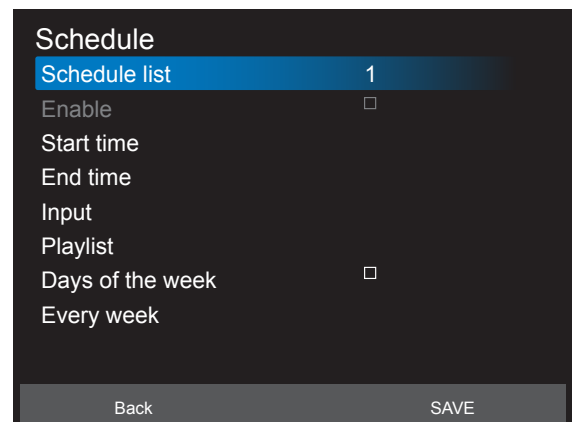 Schedule
Schedule list 1
Enable
Start time
End time
Input
Playlist
Days of the week
Every week
Back SAVE